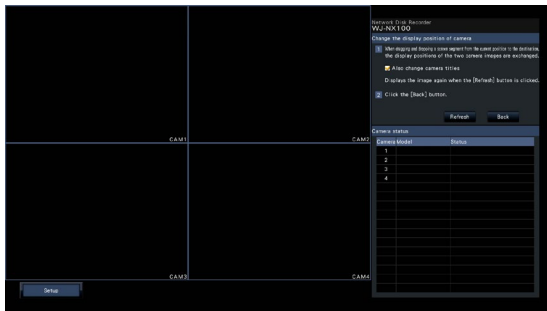 Network Disk Recorder
WJ-NX100
Change the display position of camera
1 When dragging and dropping a screen segment from the current position to the destination,
the display positions of the two camera images are exchanged.
Also change camera titles
Displays the image again when the [Refresh] button is clicked.
2 Click the [Back] button.
Refresh Back
Camera status
Camera Model Status
1
2
3
4
CAM1 CAM2
CAM3 CAM4
Setup